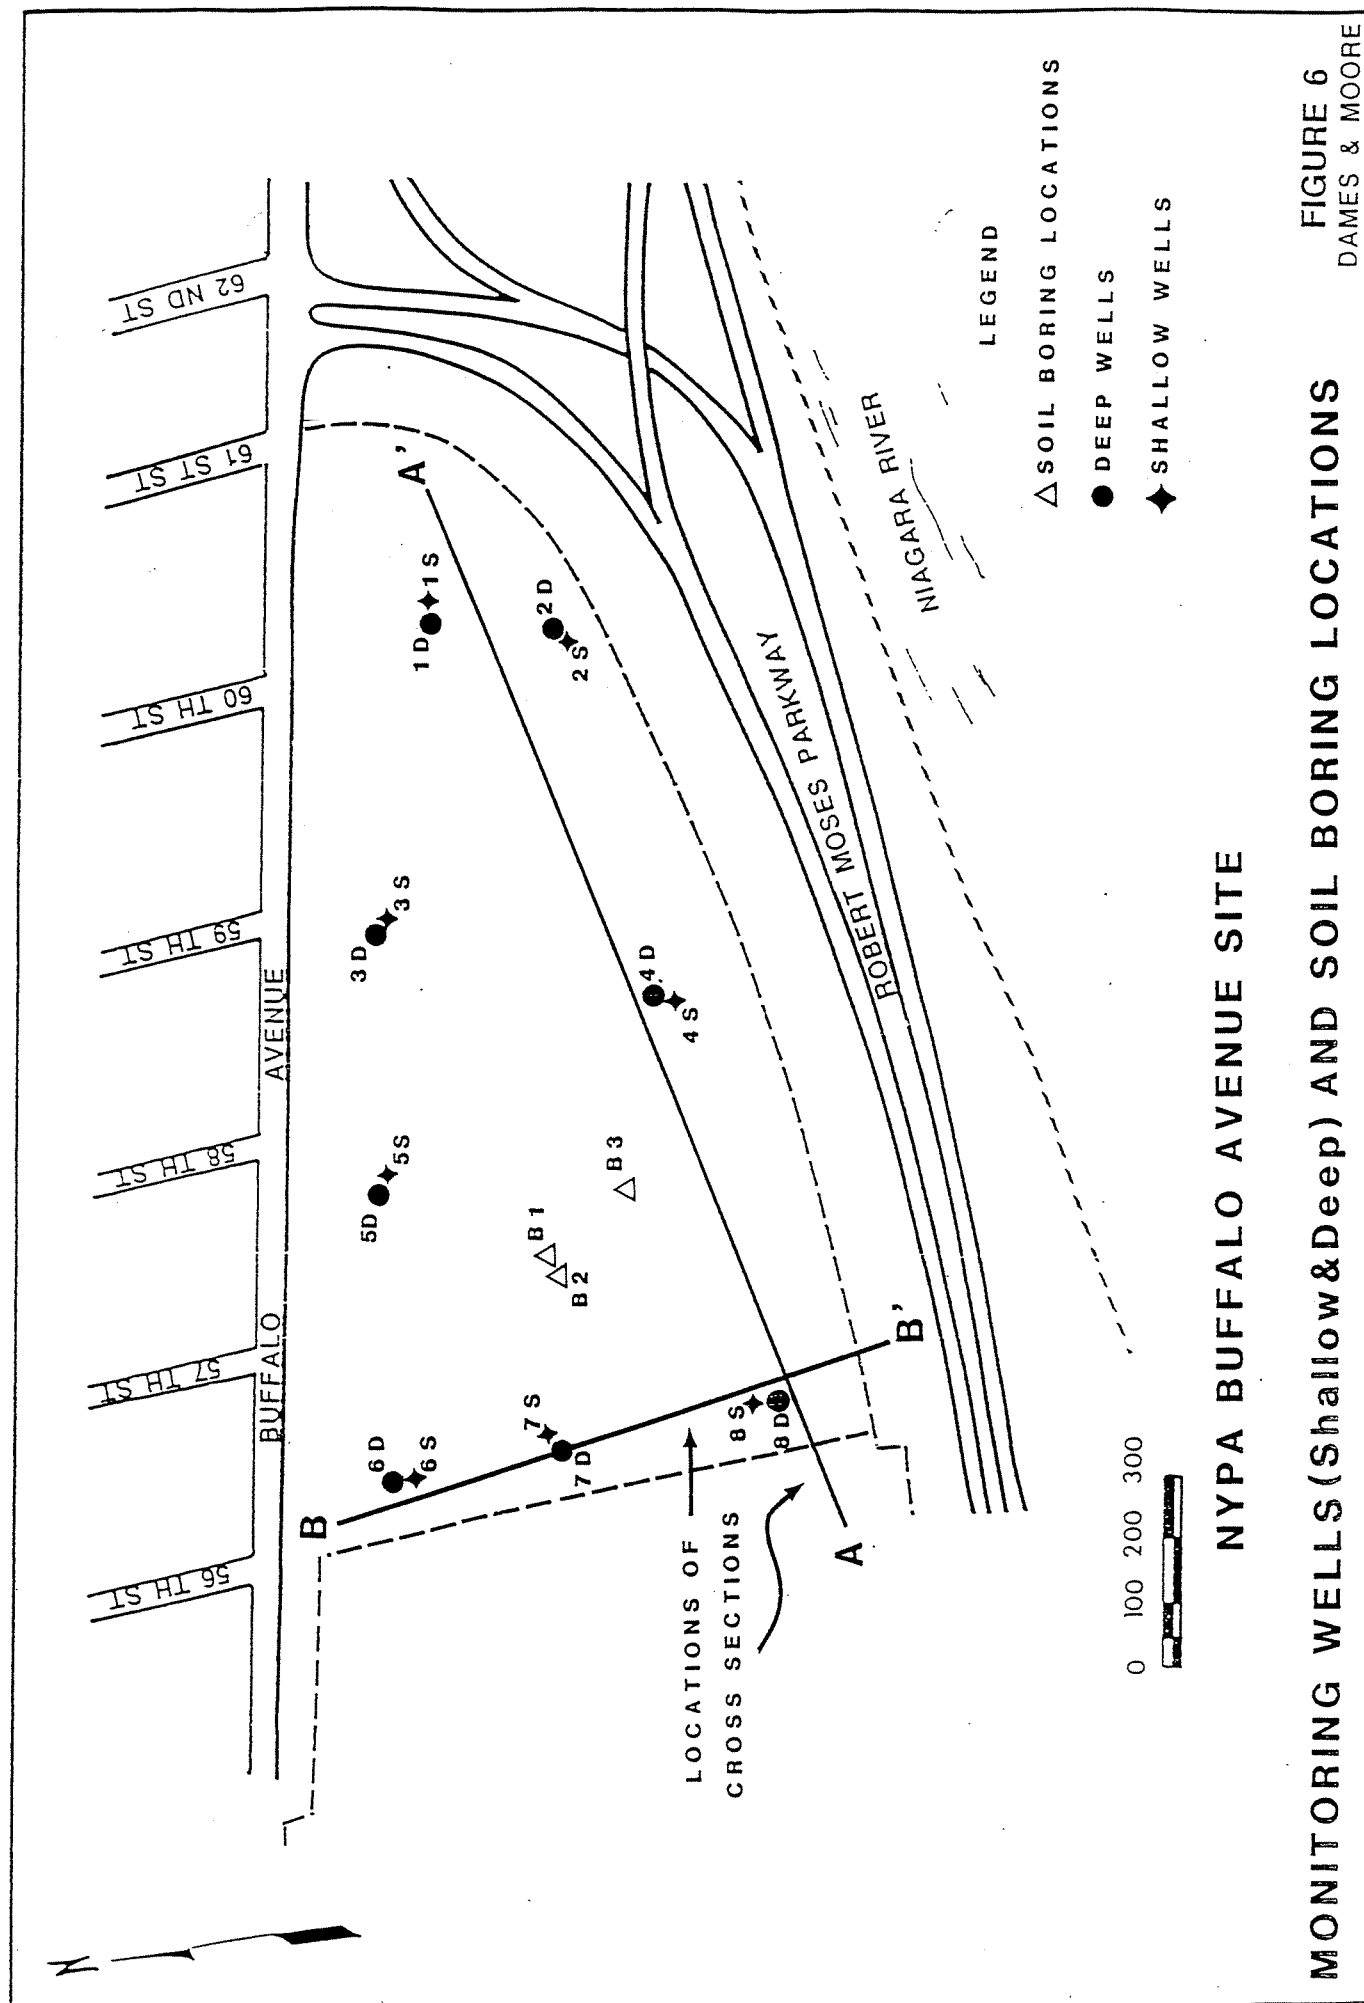 N
56 TH ST
57 TH ST
58 TH ST
59 TH ST
60 TH ST
61 ST ST
62 ND ST
BUFFALO AVENUE
B
6 D
6 S
7 S
7 D
8 S
8 D
5D
5S
B 1
B 2
B 3
3 D
3 S
4D
4 S
1 D
1 S
2 D
2 S
A'
B'
A
LOCATIONS OF
CROSS SECTIONS
ROBERT MOSES PARKWAY
NIAGARA RIVER
LEGEND
SOIL BORING LOCATIONS
DEEP WELLS
SHALLOW WELLS
0 100 200 300
NYPA BUFFALO AVENUE SITE
MONITORING WELLS(Shallow&Deep) AND SOIL BORING LOCATIONS
FIGURE 6
DAMES & MOORE